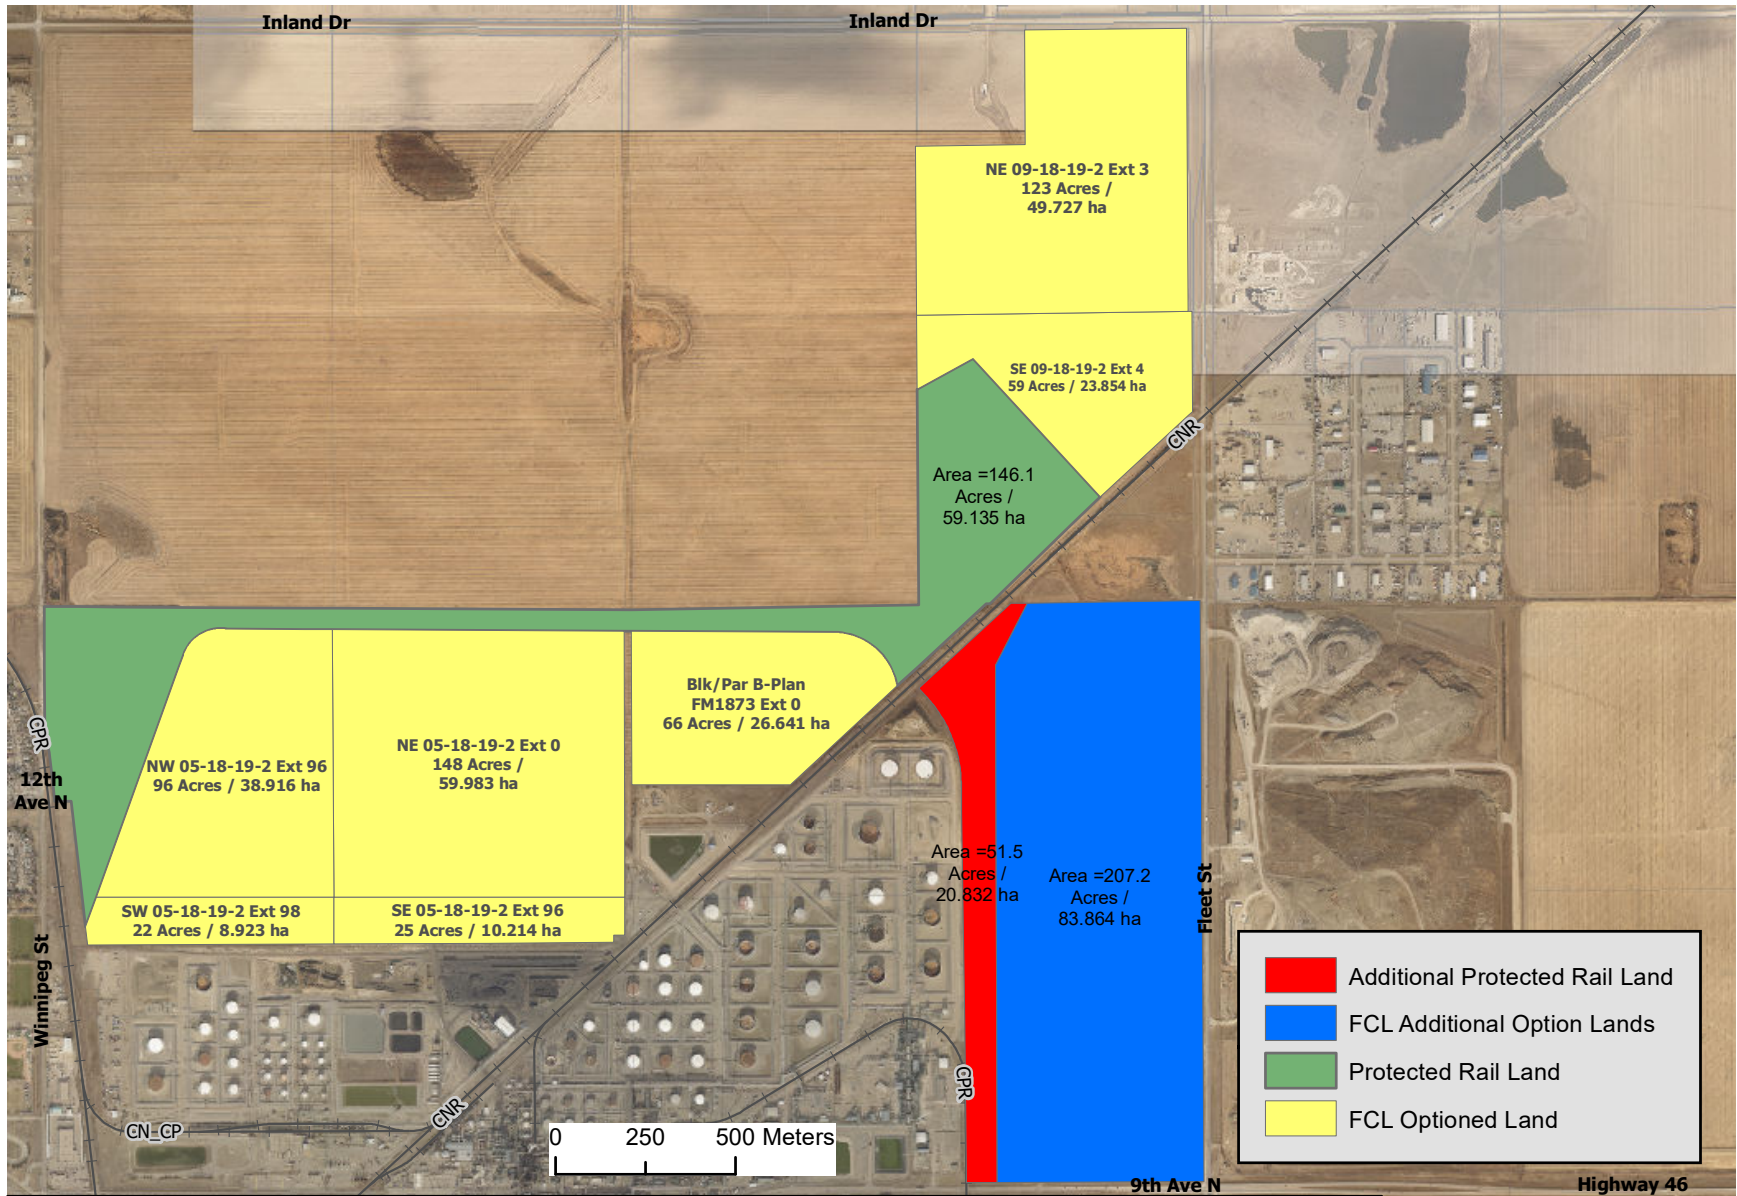 Inland Dr
Inland Dr
NE 09-18-19-2 Ext 3
123 Acres /
49.727 ha
SE 09-18-19-2 Ext 4
59 Acres / 23.854 ha
CNR
Area =146.1
Acres /
59.135 ha
Blk/Par B-Plan
FM1873 Ext 0
66 Acres / 26.641 ha
CPR
12th
Ave N
NW 05-18-19-2 Ext 96
96 Acres / 38.916 ha
NE 05-18-19-2 Ext 0
148 Acres /
59.983 ha
Area =51.5
Acres /
20.832 ha
Area =207.2
Acres /
83.864 ha
Fleet St
SW 05-18-19-2 Ext 98
22 Acres / 8.923 ha
SE 05-18-19-2 Ext 96
25 Acres / 10.214 ha
Winnipeg St
Additional Protected Rail Land
FCL Additional Option Lands
Protected Rail Land
FCL Optioned Land
CPR
CNR
CN_CP
0 250 500 Meters
9th Ave N
Highway 46